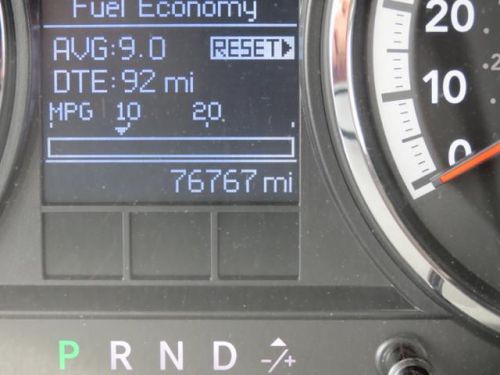 Fuel Economy
AVG:9.0 RESET
DTE:92 mi
MPG 10 20
76767 mi
20
10
0
P R N D -/+